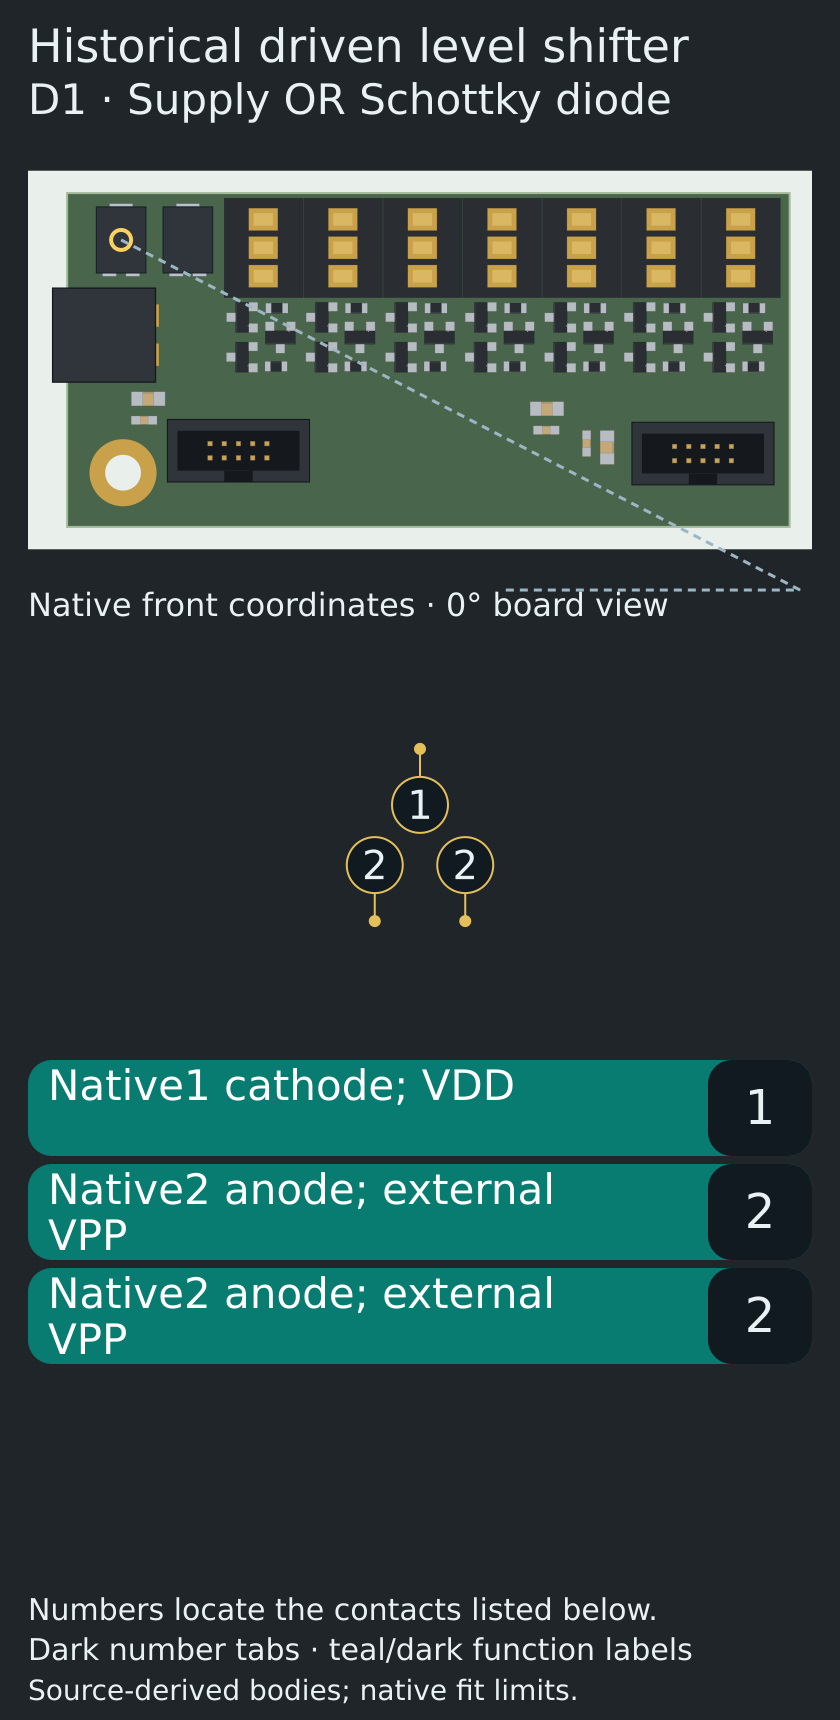 Historical driven level shifter
D1 · Supply OR Schottky diode
Native front coordinates · 0° board view
1
2 2
Native1 cathode; VDD 1
Native2 anode; external
VPP
2
Native2 anode; external
VPP
2
Numbers locate the contacts listed below.
Dark number tabs · teal/dark function labels
Source-derived bodies; native fit limits.